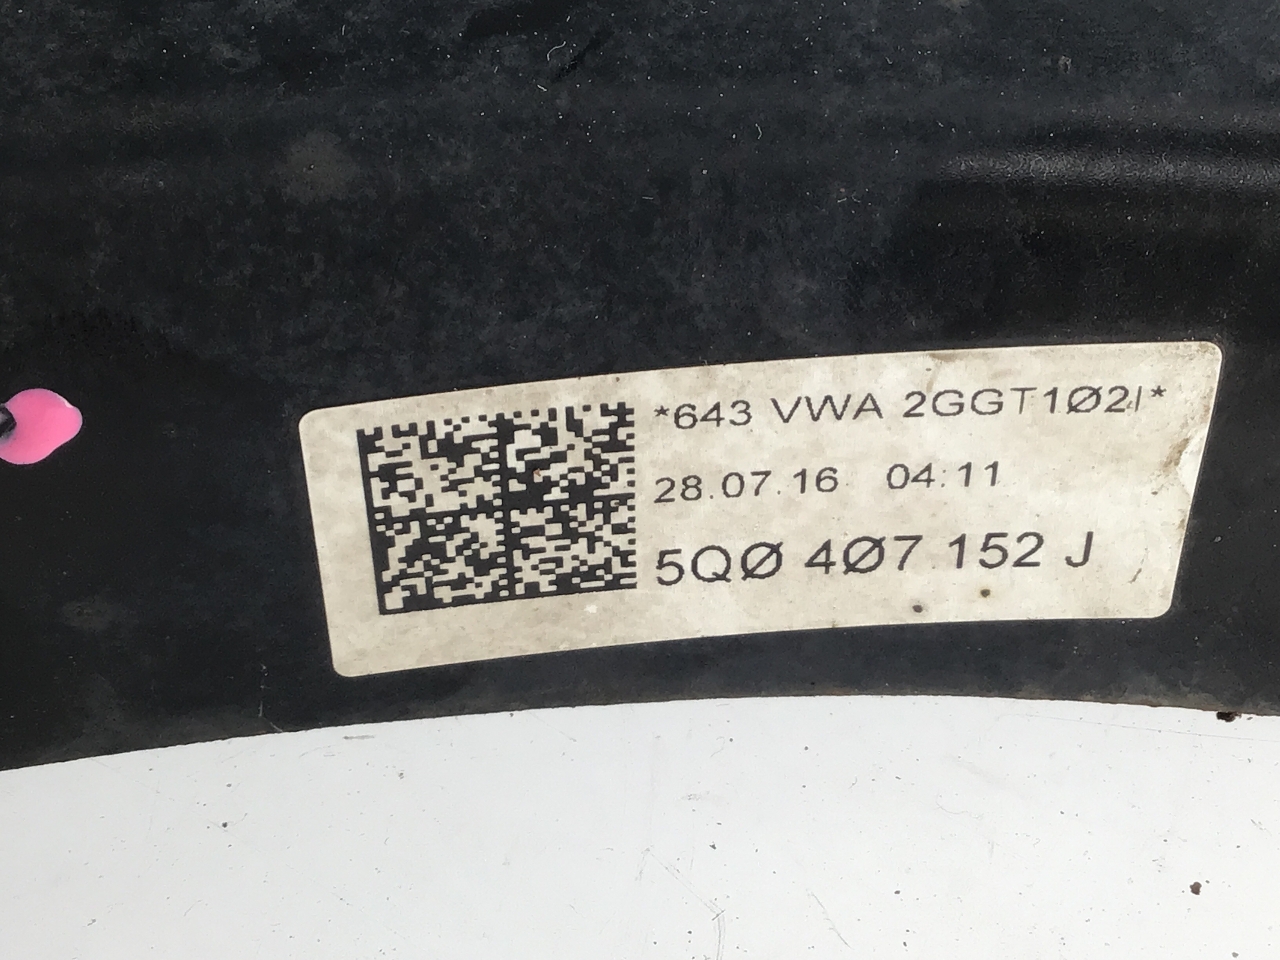 *643 VWA 2GGT1Ø2I*
28.07.16 04:11
5QØ 4Ø7 152 J